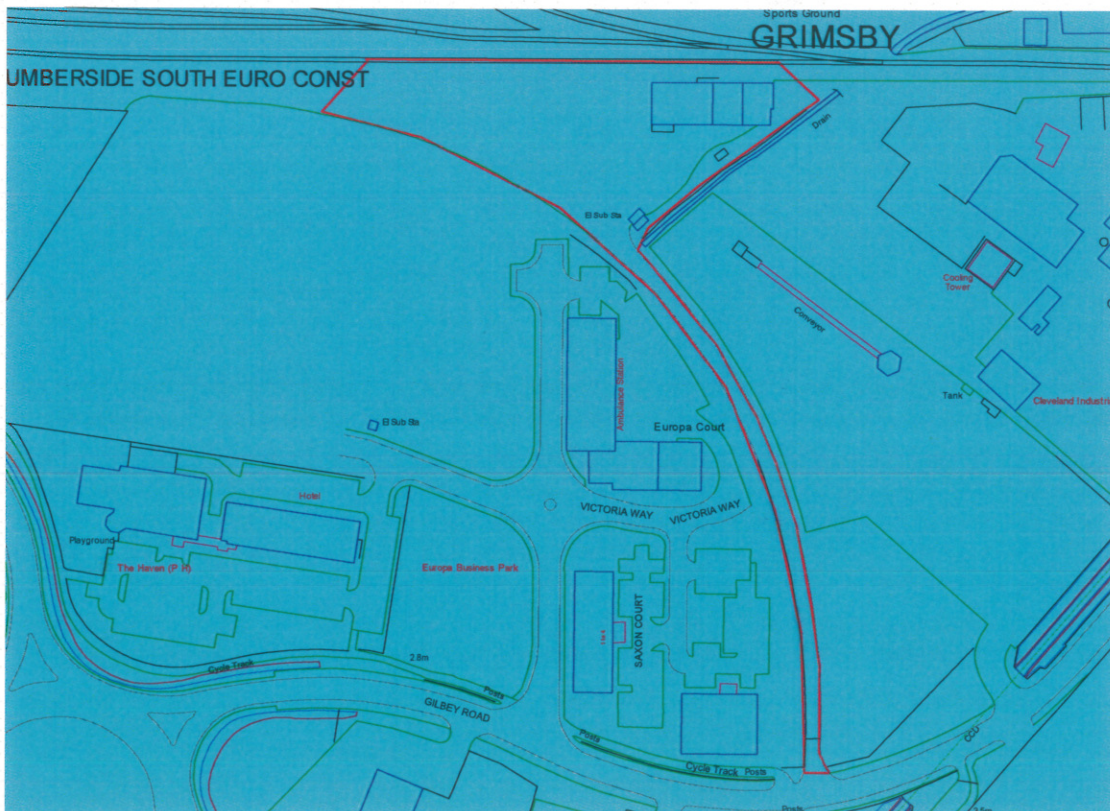 Sports Ground
GRIMSBY
UMBERSIDE SOUTH EURO CONST
Drain
El Sub Sta
Cooling
Tower
Conveyor
Ambulance Station
Tank
Cleveland Industri
El Sub Sta
Europa Court
Hotel
VICTORIA WAY
VICTORIA WAY
Playground
The Haven (P H)
Europa Business Park
SAXON COURT
2.8m
Cycle Track
Posts
GILBEY ROAD
Posts
CCLW
Cycle Track
Posts
Posts